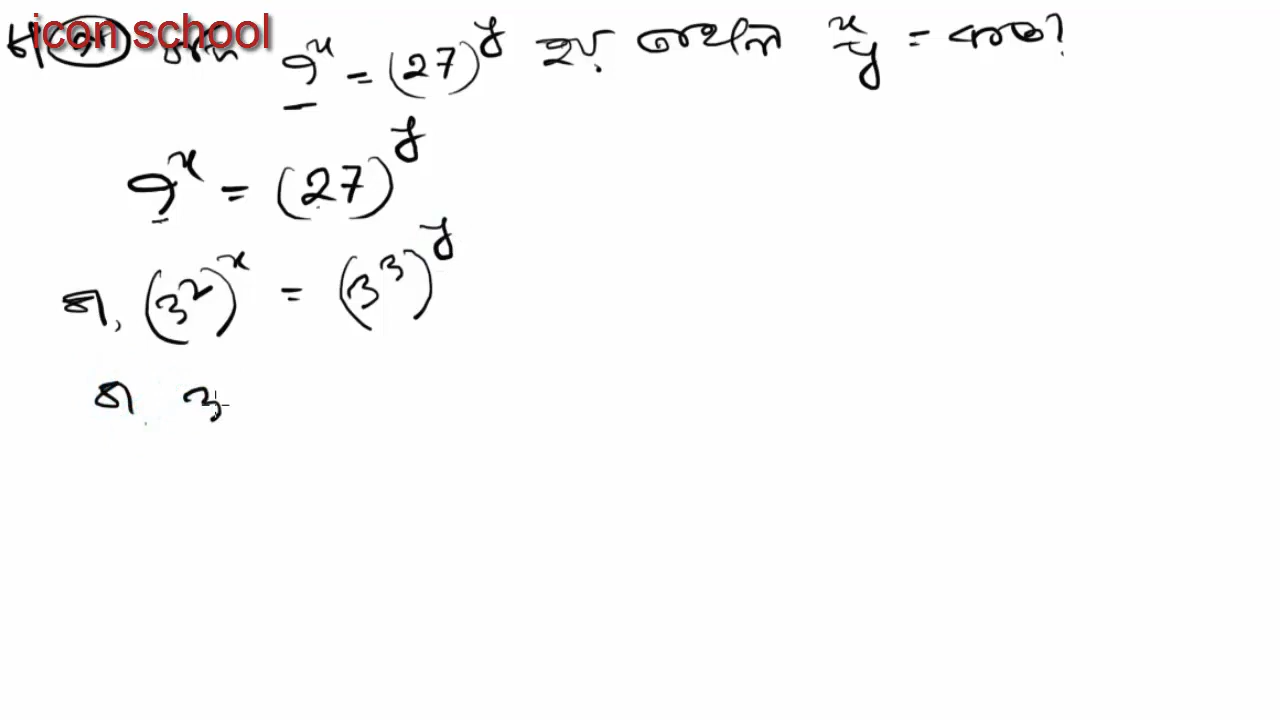 icon school
যদি 9^x = (27)^y হয়, তাহলে x/y = কত?
9^x = (27)^y
বা, (3^2)^x = (3^3)^y
বা, 3